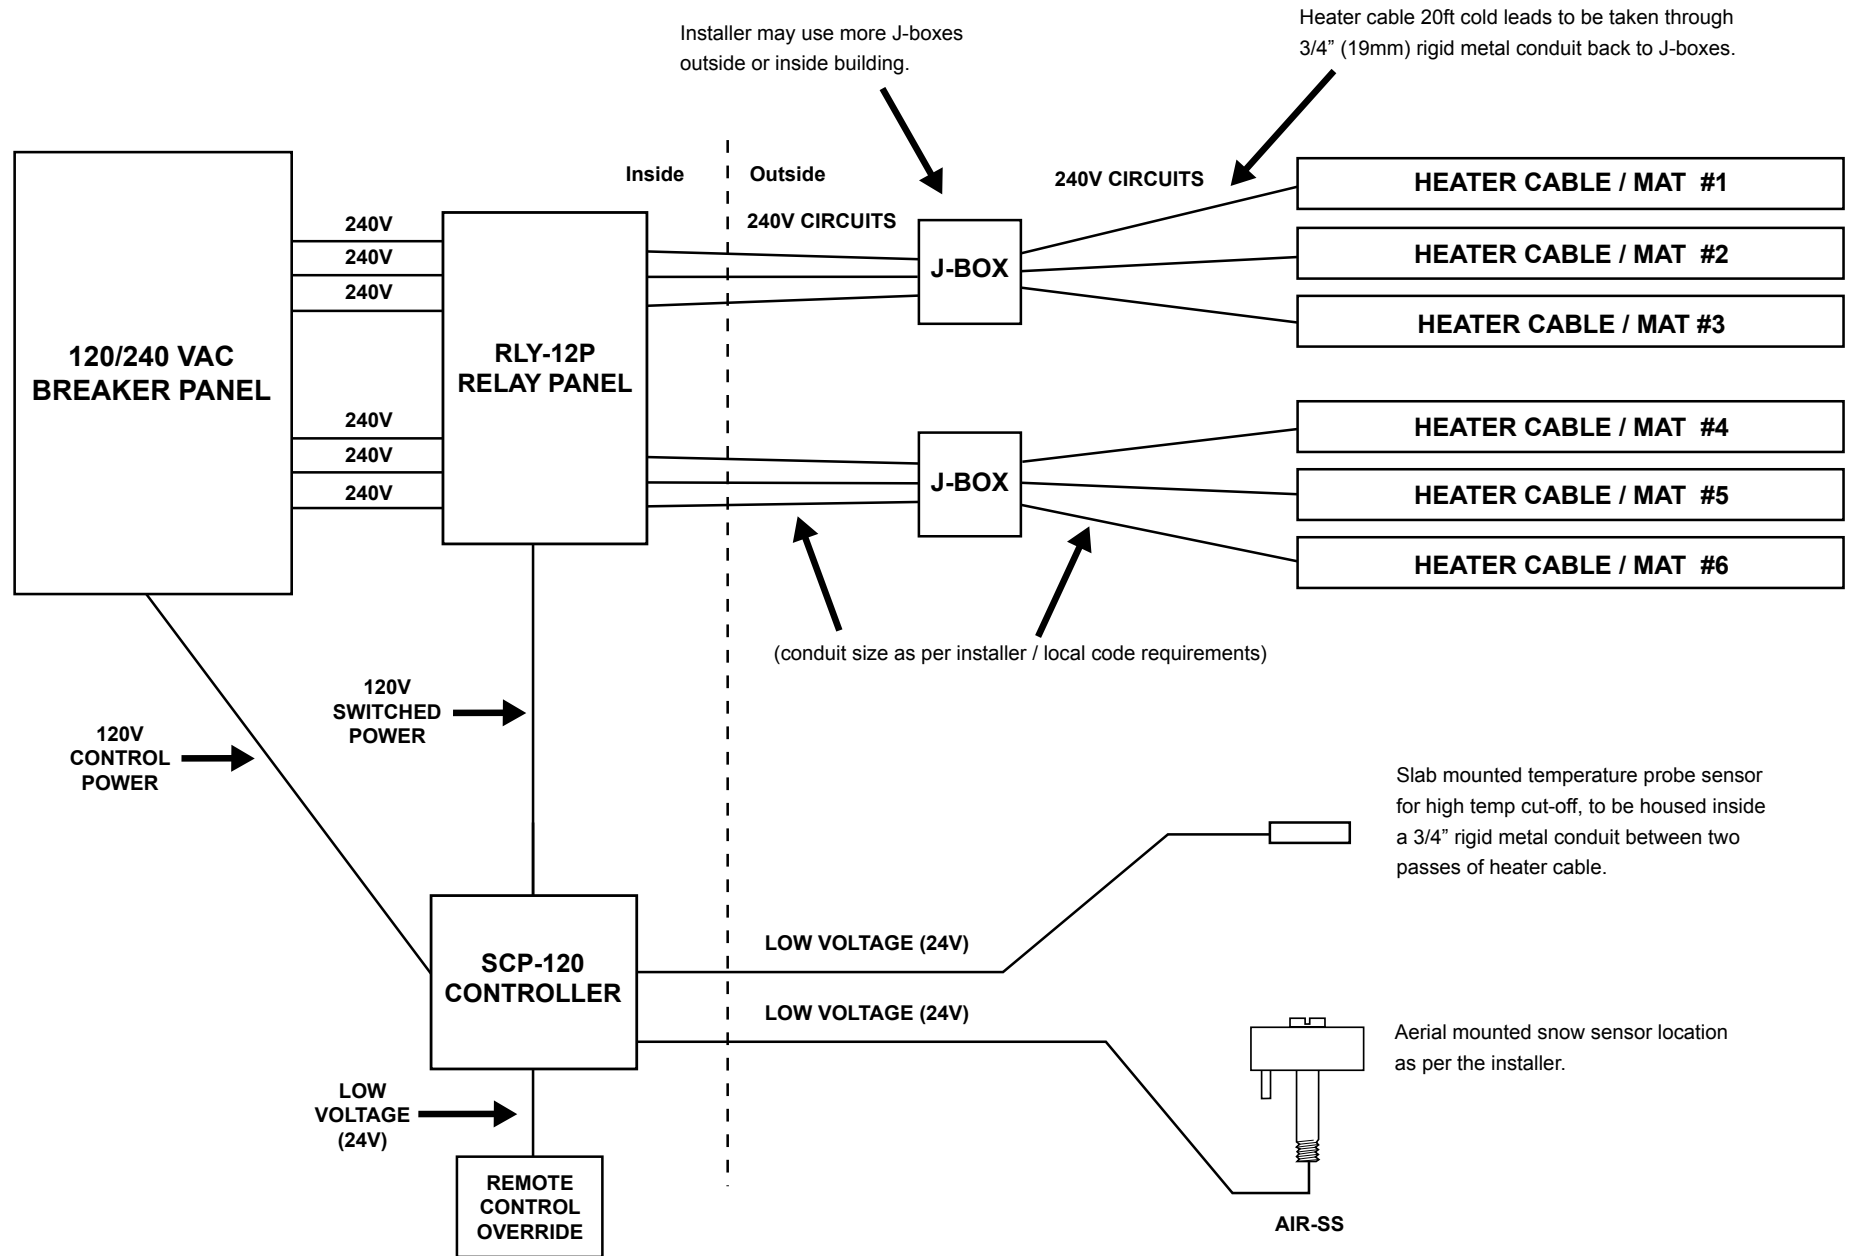 Installer may use more J-boxes
outside or inside building.
Heater cable 20ft cold leads to be taken through
3/4” (19mm) rigid metal conduit back to J-boxes.
Inside
Outside
240V CIRCUITS
240V CIRCUITS
240V
240V
240V
120/240 VAC
BREAKER PANEL
RLY-12P
RELAY PANEL
J-BOX
HEATER CABLE / MAT #1
HEATER CABLE / MAT #2
HEATER CABLE / MAT #3
240V
240V
240V
J-BOX
HEATER CABLE / MAT #4
HEATER CABLE / MAT #5
HEATER CABLE / MAT #6
(conduit size as per installer / local code requirements)
120V
SWITCHED
POWER
120V
CONTROL
POWER
Slab mounted temperature probe sensor
for high temp cut-off, to be housed inside
a 3/4” rigid metal conduit between two
passes of heater cable.
LOW VOLTAGE (24V)
SCP-120
CONTROLLER
LOW VOLTAGE (24V)
Aerial mounted snow sensor location
as per the installer.
LOW
VOLTAGE
(24V)
REMOTE
CONTROL
OVERRIDE
AIR-SS